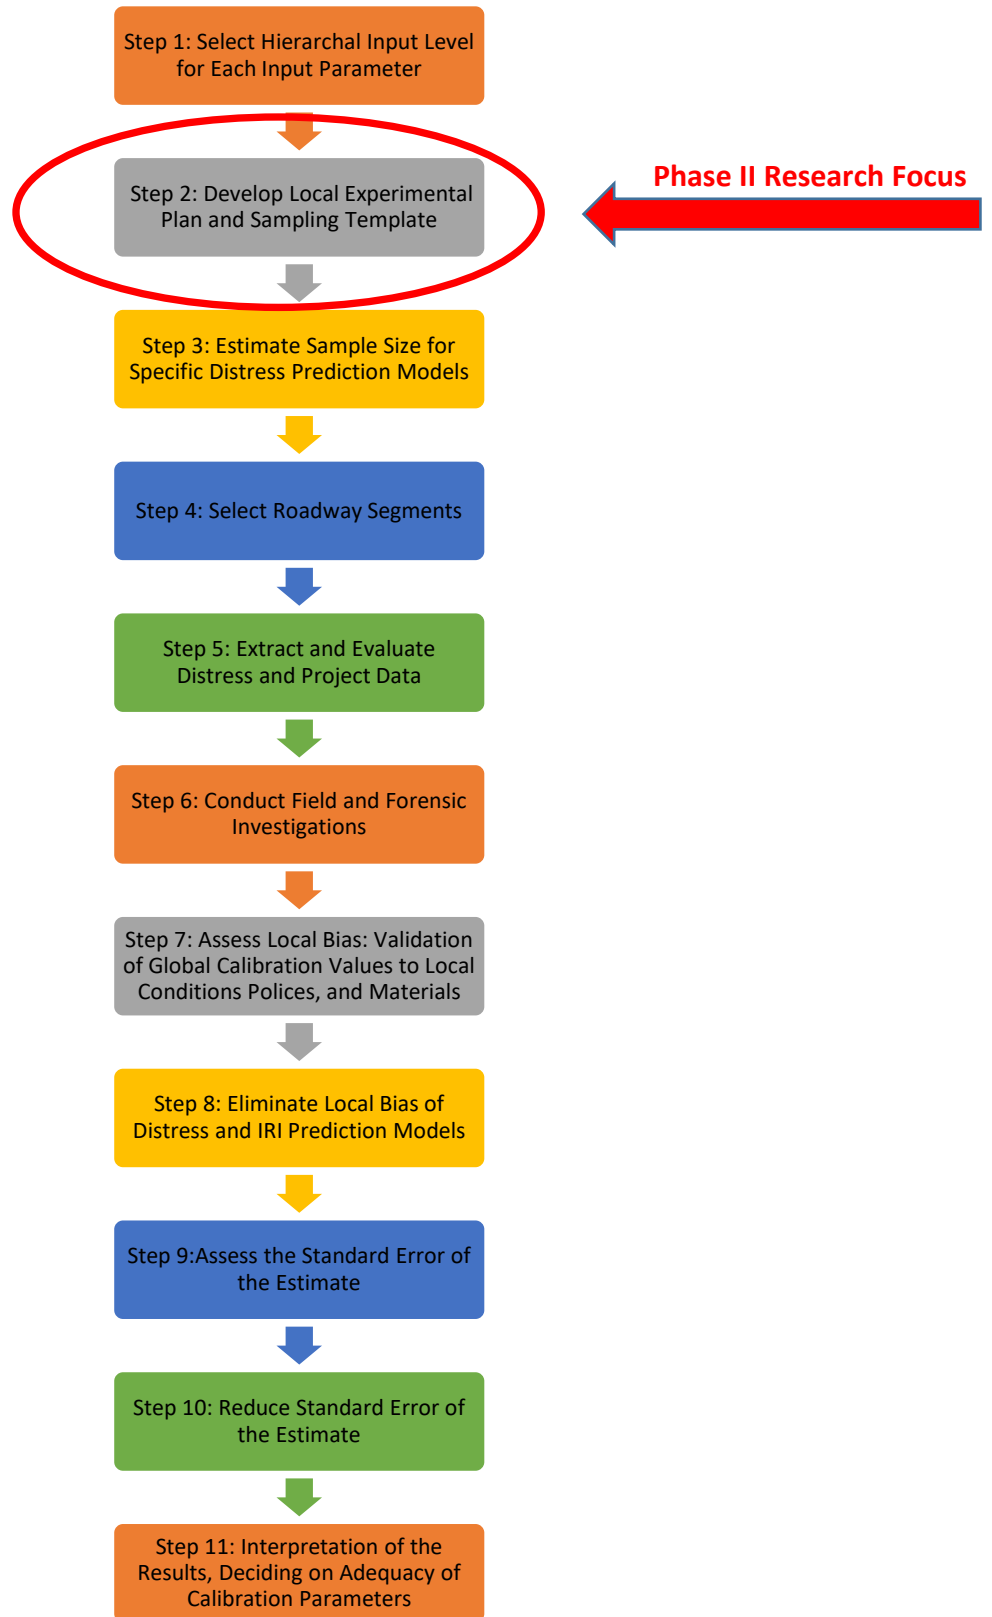 Step 1: Select Hierarchal Input Level
for Each Input Parameter
Step 2: Develop Local Experimental
Plan and Sampling Template
Phase II Research Focus
Step 3: Estimate Sample Size for
Specific Distress Prediction Models
Step 4: Select Roadway Segments
Step 5: Extract and Evaluate
Distress and Project Data
Step 6: Conduct Field and Forensic
Investigations
Step 7: Assess Local Bias: Validation
of Global Calibration Values to Local
Conditions Polices, and Materials
Step 8: Eliminate Local Bias of
Distress and IRI Prediction Models
Step 9:Assess the Standard Error of
the Estimate
Step 10: Reduce Standard Error of
the Estimate
Step 11: Interpretation of the
Results, Deciding on Adequacy of
Calibration Parameters